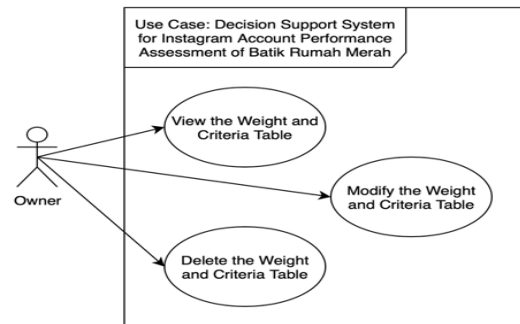 Use Case: Decision Support System
for Instagram Account Performance
Assessment of Batik Rumah Merah
View the Weight and
Criteria Table
Owner
Modify the Weight
and Criteria Table
Delete the Weight
and Criteria Table